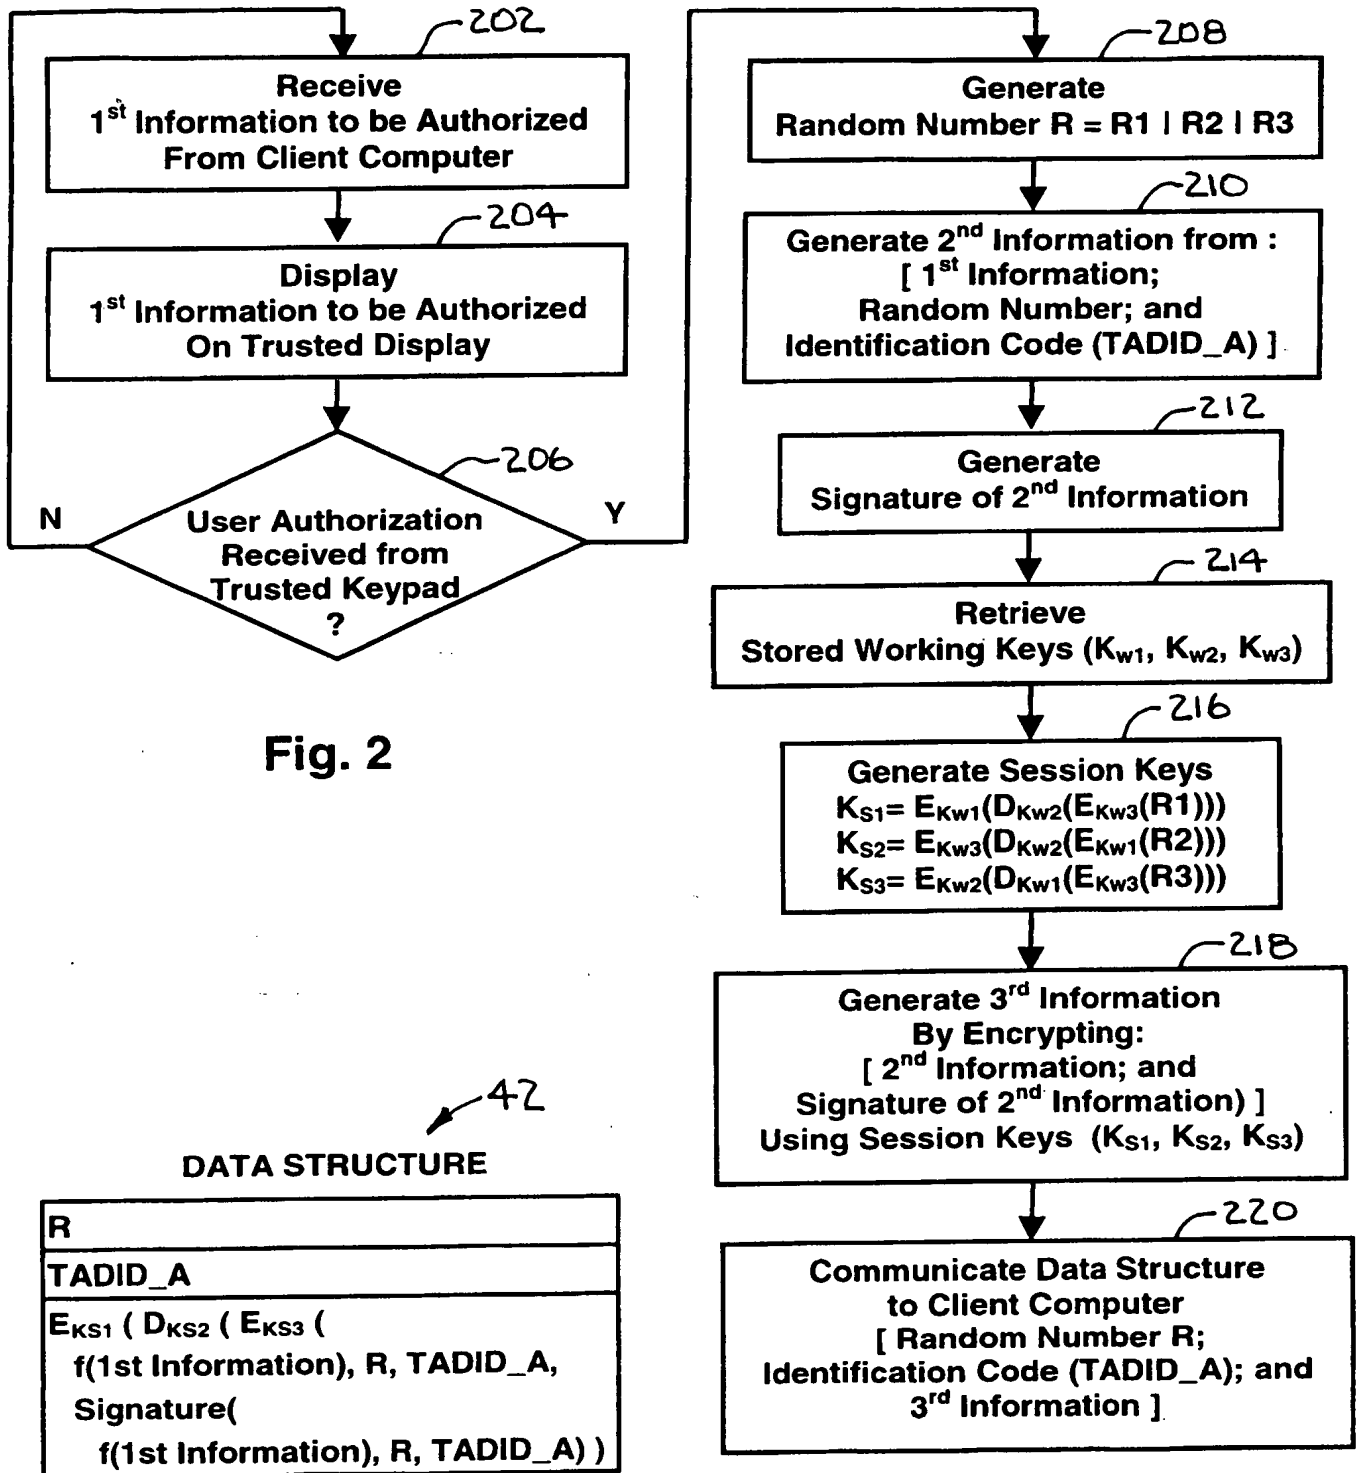 202
Receive
1st Information to be Authorized
From Client Computer
204
Display
1st Information to be Authorized
On Trusted Display
206
N
Y
User Authorization
Received from
Trusted Keypad
?
Fig. 2
42
DATA STRUCTURE
R
TADID_A
EKS1 ( DKS2 ( EKS3 (
f(1st Information), R, TADID_A,
Signature(
f(1st Information), R, TADID_A) )
208
Generate
Random Number R = R1 | R2 | R3
210
Generate 2nd Information from :
[ 1st Information;
Random Number; and
Identification Code (TADID_A) ]
212
Generate
Signature of 2nd Information
214
Retrieve
Stored Working Keys (Kw1, Kw2, Kw3)
216
Generate Session Keys
KS1= EKw1(DKw2(EKw3(R1)))
KS2= EKw3(DKw2(EKw1(R2)))
KS3= EKw2(DKw1(EKw3(R3)))
218
Generate 3rd Information
By Encrypting:
[ 2nd Information; and
Signature of 2nd Information) ]
Using Session Keys (KS1, KS2, KS3)
220
Communicate Data Structure
to Client Computer
[ Random Number R;
Identification Code (TADID_A); and
3rd Information ]